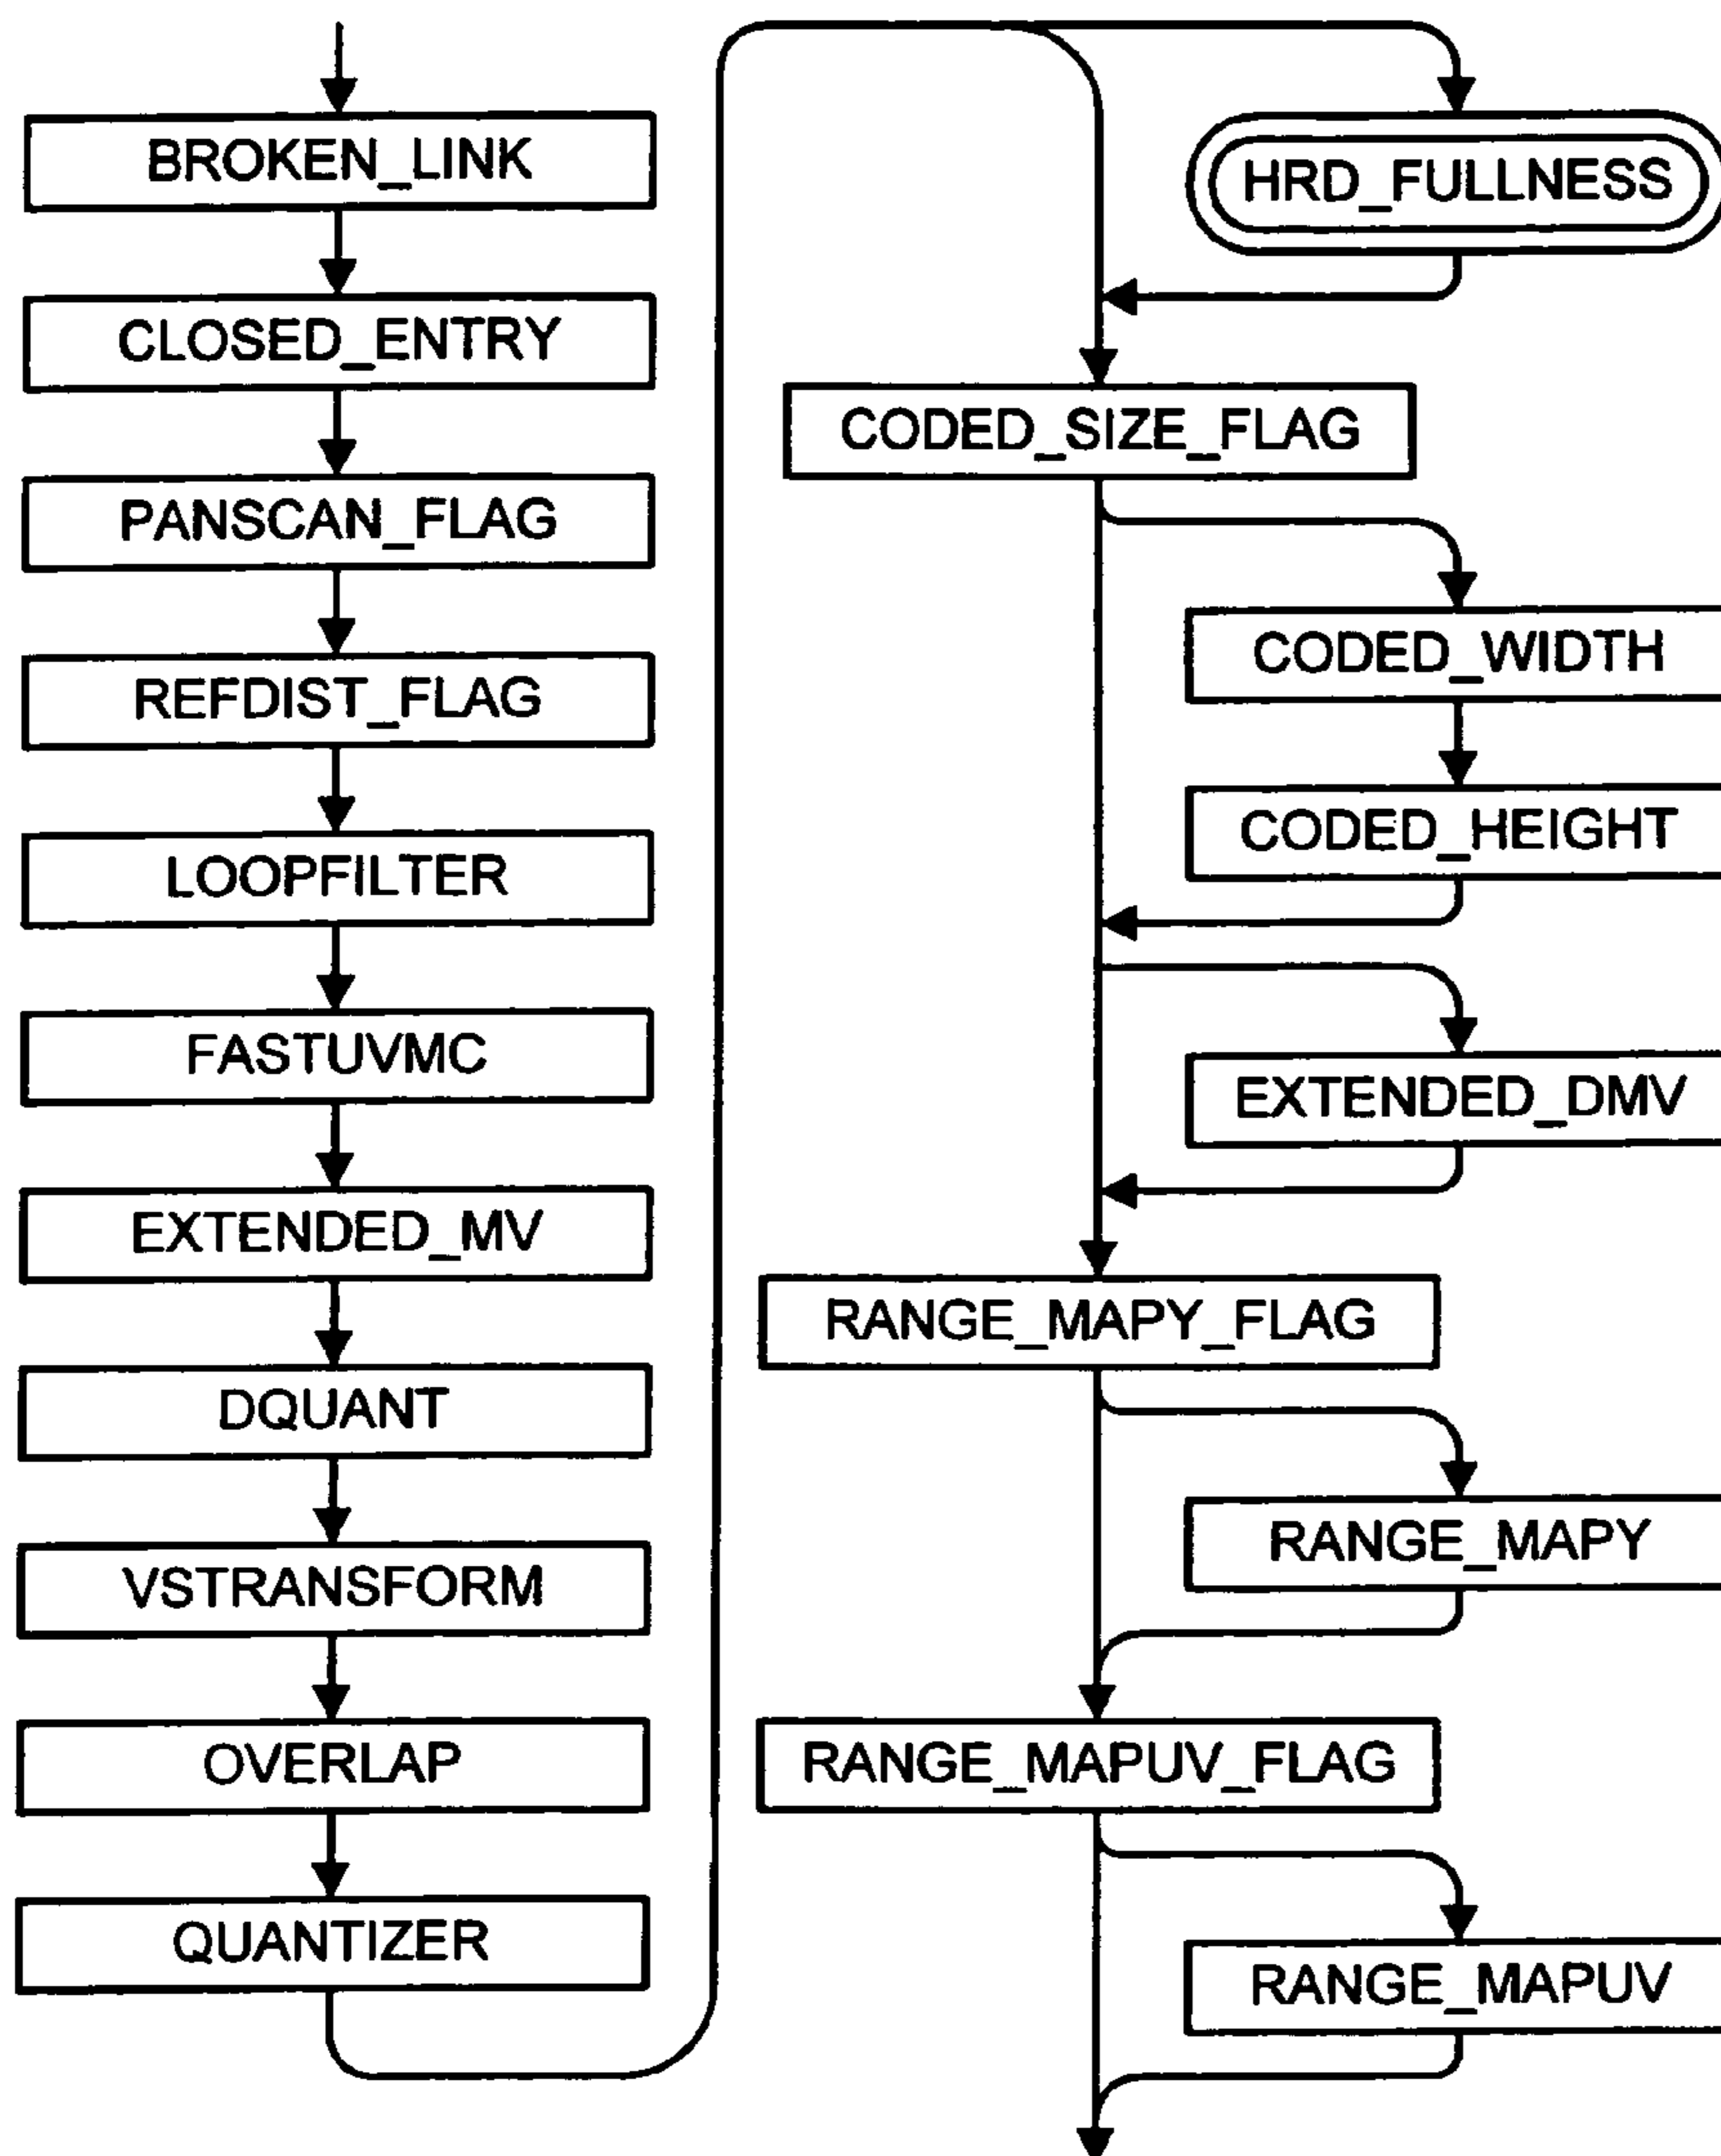 BROKEN_LINK
CLOSED_ENTRY
PANSCAN_FLAG
REFDIST_FLAG
LOOPFILTER
FASTUVMC
EXTENDED_MV
DQUANT
VSTRANSFORM
OVERLAP
QUANTIZER
HRD_FULLNESS
CODED_SIZE_FLAG
CODED_WIDTH
CODED_HEIGHT
EXTENDED_DMV
RANGE_MAPY_FLAG
RANGE_MAPY
RANGE_MAPUV_FLAG
RANGE_MAPUV